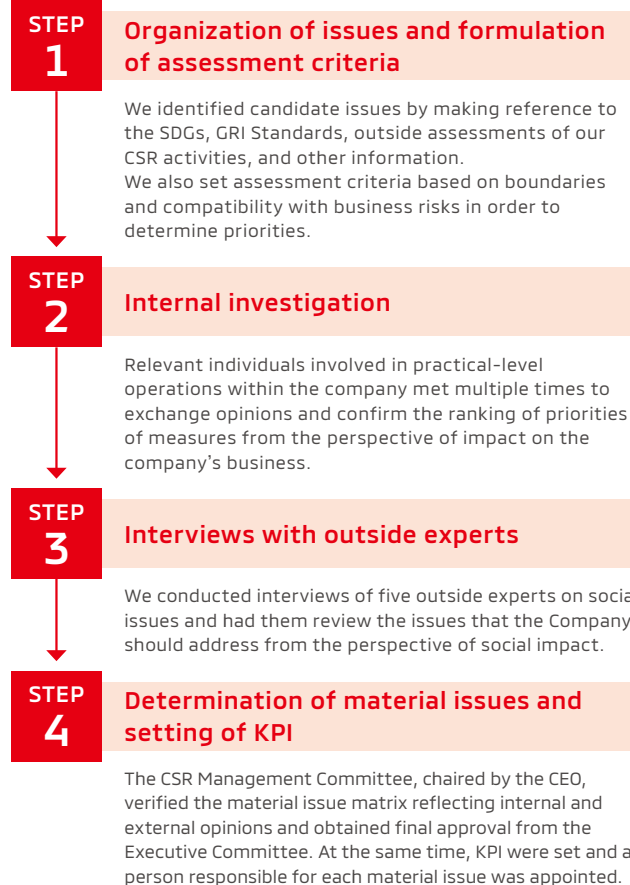 STEP
1
Organization of issues and formulation
of assessment criteria
We identified candidate issues by making reference to
the SDGs, GRI Standards, outside assessments of our
CSR activities, and other information.
We also set assessment criteria based on boundaries
and compatibility with business risks in order to
determine priorities.
STEP
2
Internal investigation
Relevant individuals involved in practical-level
operations within the company met multiple times to
exchange opinions and confirm the ranking of priorities
of measures from the perspective of impact on the
company's business.
STEP
3
Interviews with outside experts
We conducted interviews of five outside experts on socia
issues and had them review the issues that the Company
should address from the perspective of social impact.
STEP
4
Determination of material issues and
setting of KPI
The CSR Management Committee, chaired by the CEO,
verified the material issue matrix reflecting internal and
external opinions and obtained final approval from the
Executive Committee. At the same time, KPI were set and a
person responsible for each material issue was appointed.